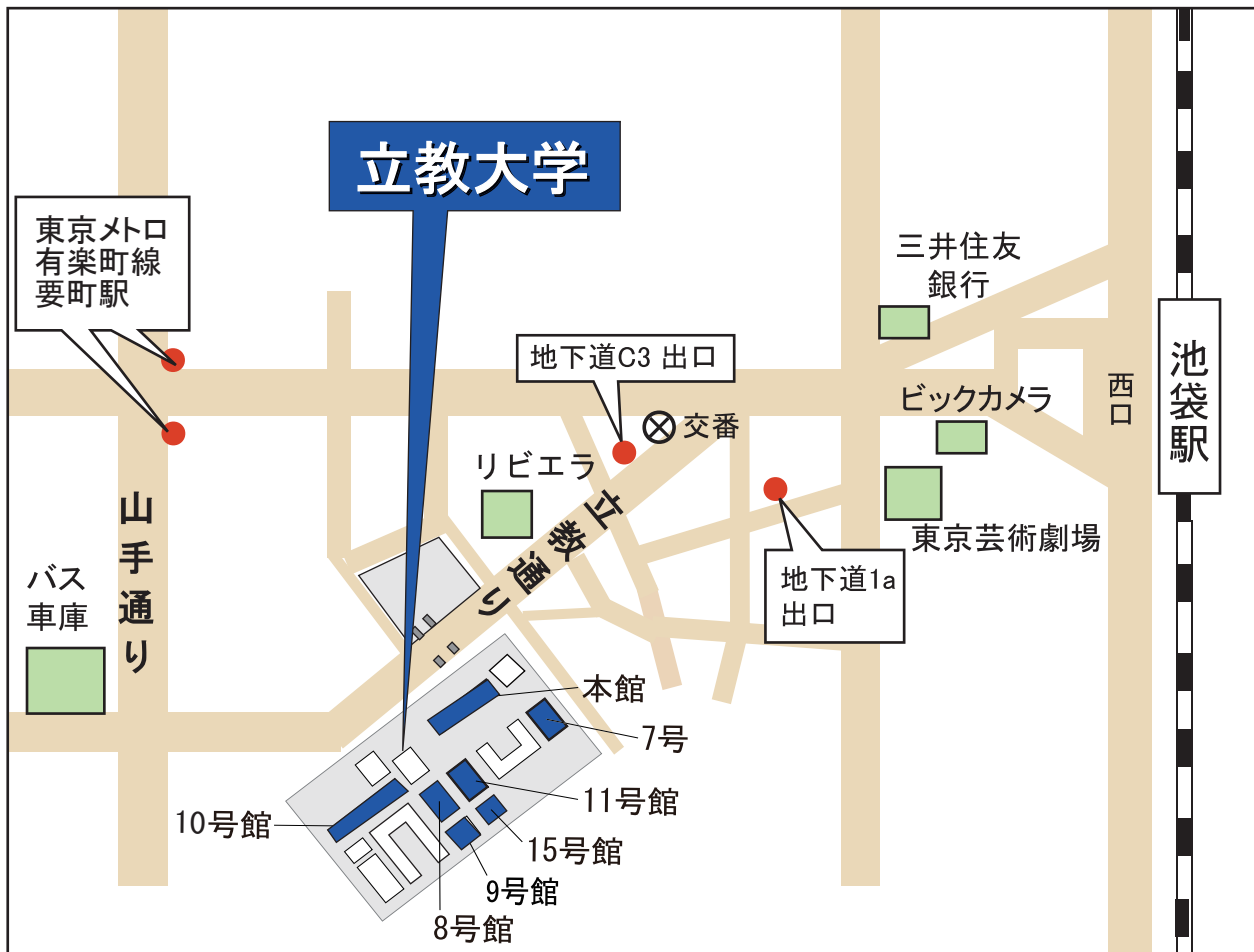 立教大学
東京メトロ
有楽町線
要町駅
三井住友
銀行
地下道C3 出口
池袋駅
西口
ビックカメラ
交番
リビエラ
立教通り
山手通り
東京芸術劇場
バス
車庫
地下道1a
出口
本館
7号
11号館
10号館
15号館
9号館
8号館